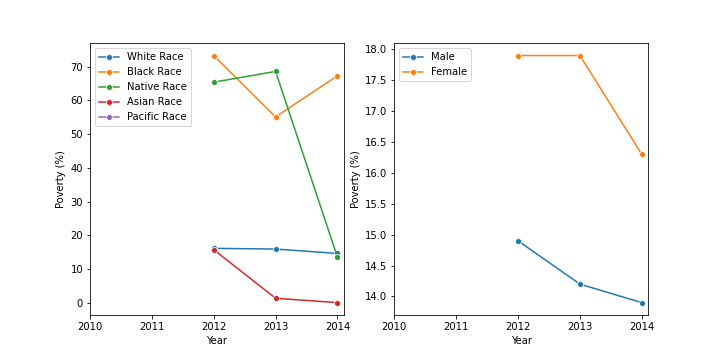 White Race
Black Race
Native Race
Asian Race
Pacific Race
Poverty (%)
70
60
50
40
30
20
10
0
2010 2011 2012 2013 2014
Year
Male
Female
Poverty (%)
18.0
17.5
17.0
16.5
16.0
15.5
15.0
14.5
14.0
2010 2011 2012 2013 2014
Year